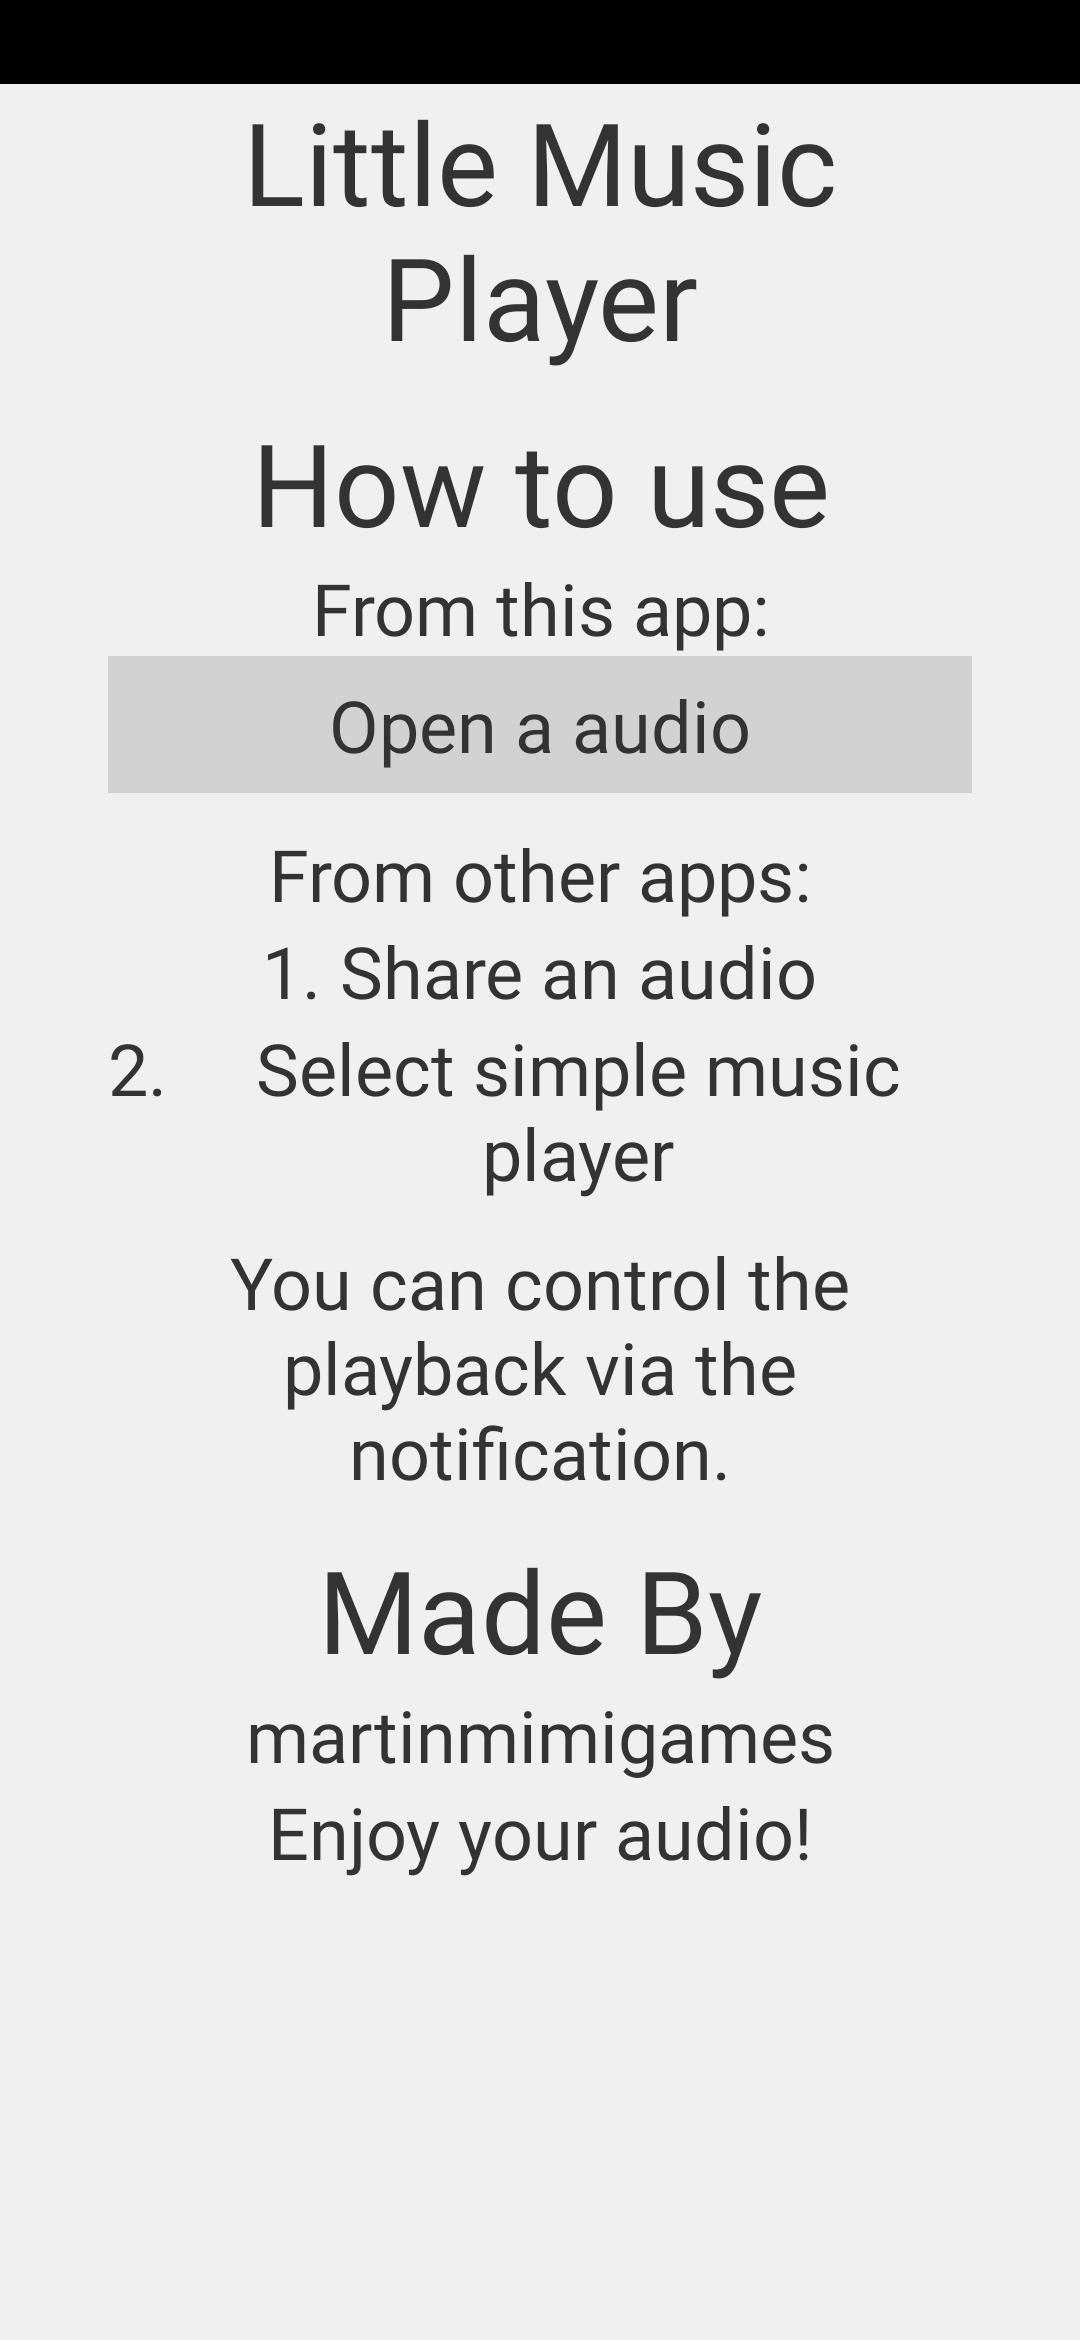 Little Music
Player
How to use
From this app:
Open a audio
From other apps:
1. Share an audio
2. Select simple music
player
You can control the
playback via the
notification.
Made By
martinmimigames
Enjoy your audio!